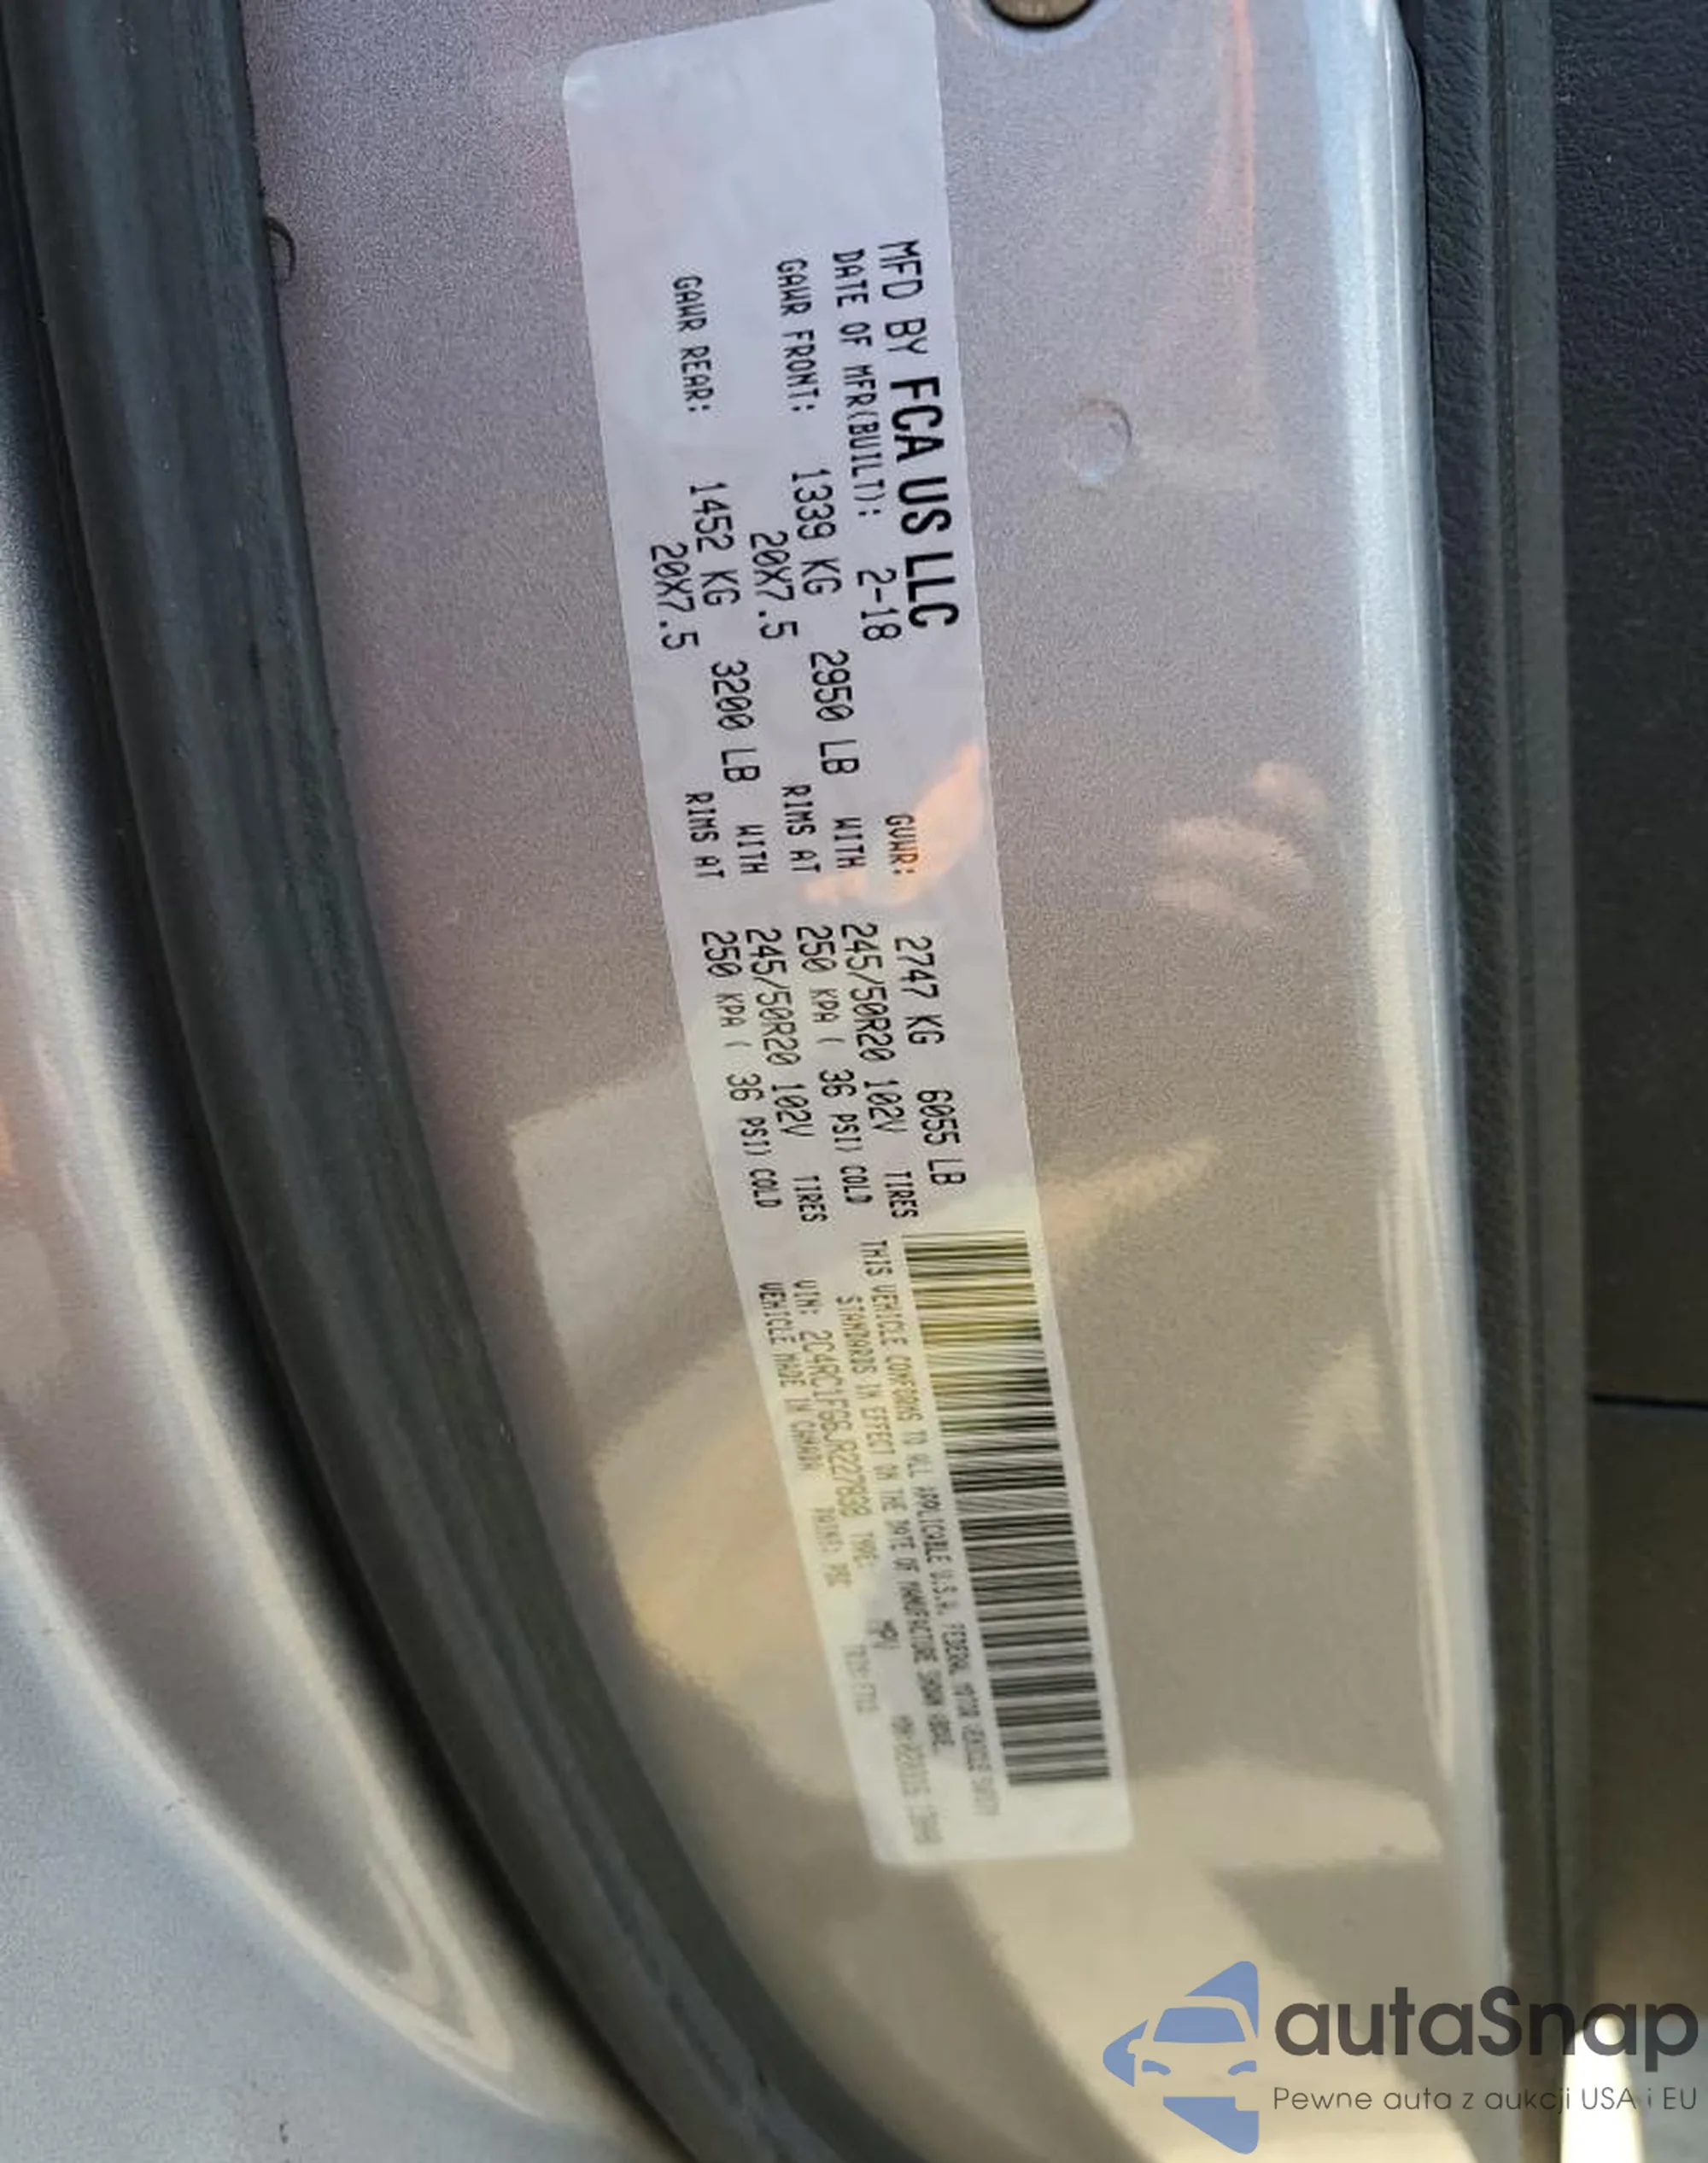 MFD BY FCA US LLC
DATE OF MFR(BUILT): 2-18 GVWR: 2747 KG 6055 LB
GAWR FRONT: 1339 KG 2950 LB WITH 245/50R20 102V TIRES
20X7.5 RIMS AT 250 KPA ( 36 PSI) COLD
GAWR REAR: 1452 KG 3200 LB WITH 245/50R20 102V TIRES
20X7.5 RIMS AT 250 KPA ( 36 PSI) COLD
THIS VEHICLE CONFORMS TO ALL APPLICABLE U.S.A. FEDERAL MOTOR VEHICLE SAFETY
STANDARDS IN EFFECT ON THE DATE OF MANUFACTURE SHOWN ABOVE.
VIN: TYPE: MPV
VEHICLE MADE IN CANADA PAINT: PSC TRIM:
autaSnap
Pewne auta z aukcji USA i EU